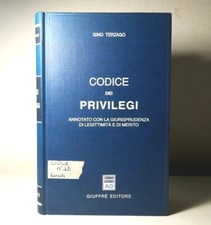 GINO TERZAGO
CODICE
DEI
PRIVILEGI
ANNOTATO CON LA GIURISPRUDENZA
DI LEGITTIMITÀ E DI MERITO
GIUFFRÈ EDITORE